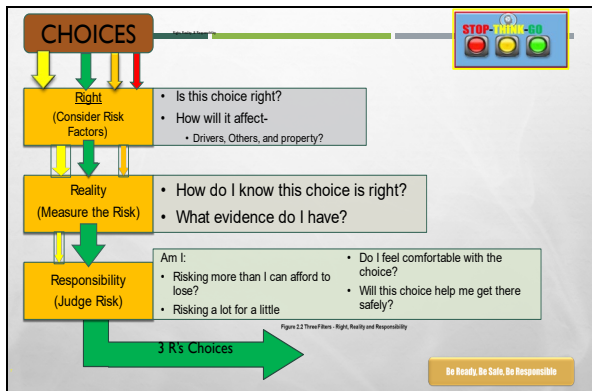 CHOICES
Right, Reality, & Responsibility
STOP-THINK-GO
Right
(Consider Risk
Factors)
• Is this choice right?
• How will it affect-
• Drivers, Others, and property?
Reality
(Measure the Risk)
• How do I know this choice is right?
• What evidence do I have?
Responsibility
(Judge Risk)
Am I:
• Risking more than I can afford to
lose?
• Risking a lot for a little
• Do I feel comfortable with the
choice?
• Will this choice help me get there
safely?
Figure 2.2 Three Filters - Right, Reality and Responsibility
3 R's Choices
Be Ready, Be Safe, Be Responsible